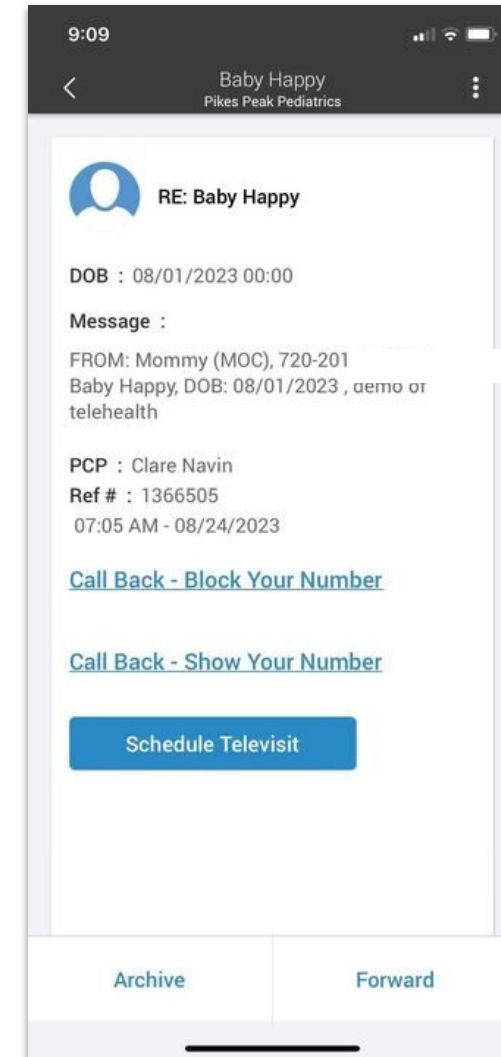 9:09
Baby Happy
Pikes Peak Pediatrics
RE: Baby Happy
DOB : 08/01/2023 00:00
Message :
FROM: Mommy (MOC), 720-201
Baby Happy, DOB: 08/01/2023 , demo of
telehealth
PCP : Clare Navin
Ref # : 1366505
07:05 AM - 08/24/2023
Call Back - Block Your Number
Call Back - Show Your Number
Schedule Televisit
Archive
Forward